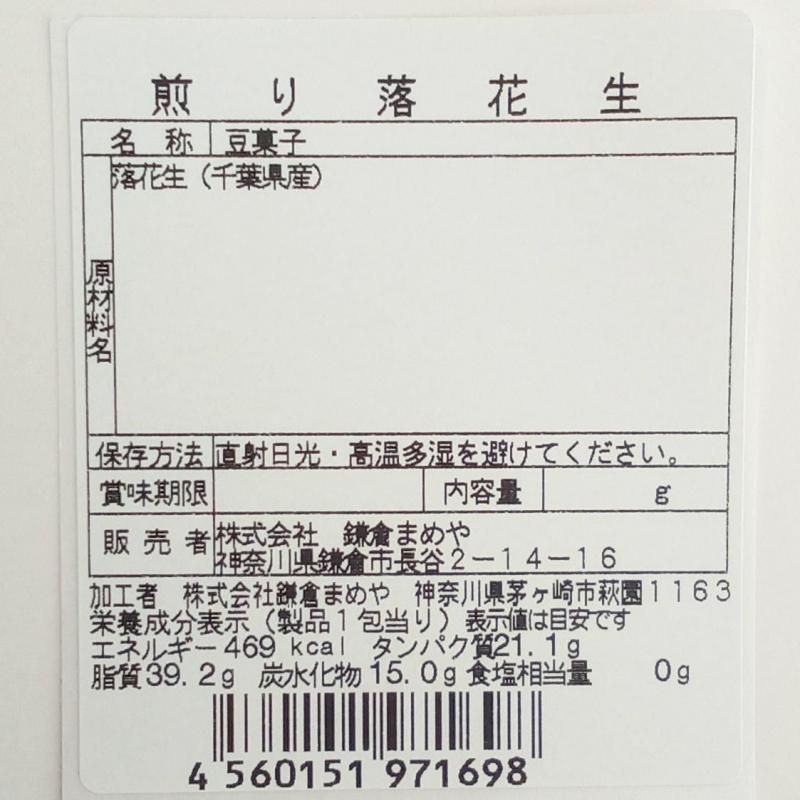 煎り落花生
名称 豆菓子
原材料名 落花生（千葉県産）
保存方法 直射日光・高温多湿を避けてください。
賞味期限 内容量 g
販売者 株式会社 鎌倉まめや
神奈川県鎌倉市長谷２－１４－１６
加工者 株式会社鎌倉まめや 神奈川県茅ヶ崎市萩園１１６３
栄養成分表示（製品１包当り）表示値は目安です
エネルギー469 kcal タンパク質21.1g
脂質39.2g 炭水化物15.0g 食塩相当量 0g
4 560151 971698